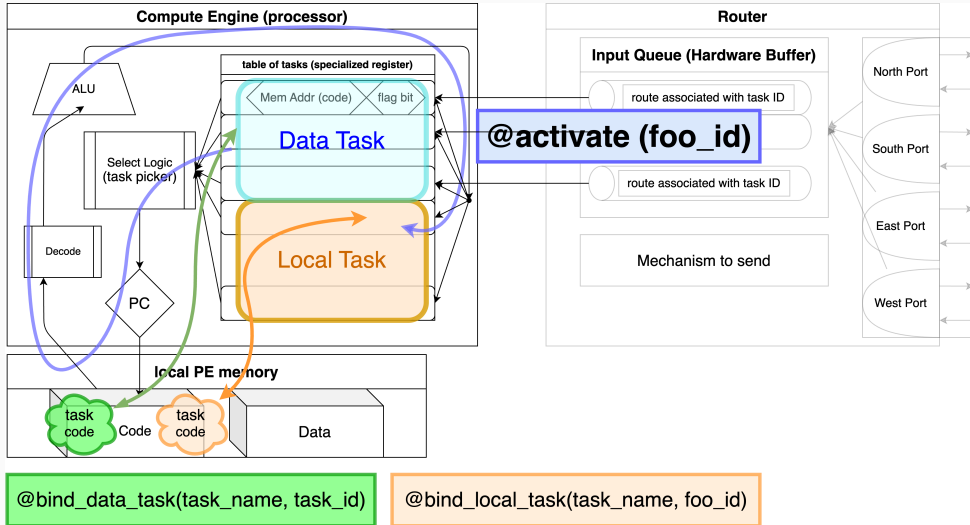 Compute Engine (processor)
Router
table of tasks (specialized register)
ALU
Mem Addr (code)
flag bit
Data Task
Select Logic
(task picker)
Local Task
Decode
PC
@activate (foo_id)
Input Queue (Hardware Buffer)
route associated with task ID
route associated with task ID
Mechanism to send
North Port
South Port
East Port
West Port
local PE memory
task
code
Code
task
code
Data
@bind_data_task(task_name, task_id)
@bind_local_task(task_name, foo_id)